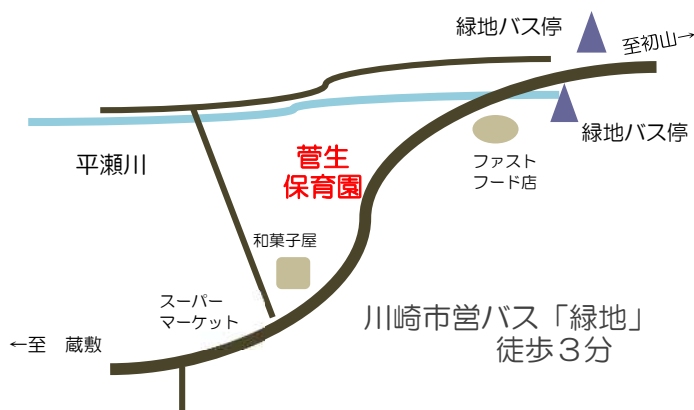 緑地バス停
至初山→
緑地バス停
平瀬川
菅生
保育園
ファスト
フード店
和菓子屋
スーパー
マーケット
川崎市営バス「緑地」
徒歩３分
←至　蔵敷